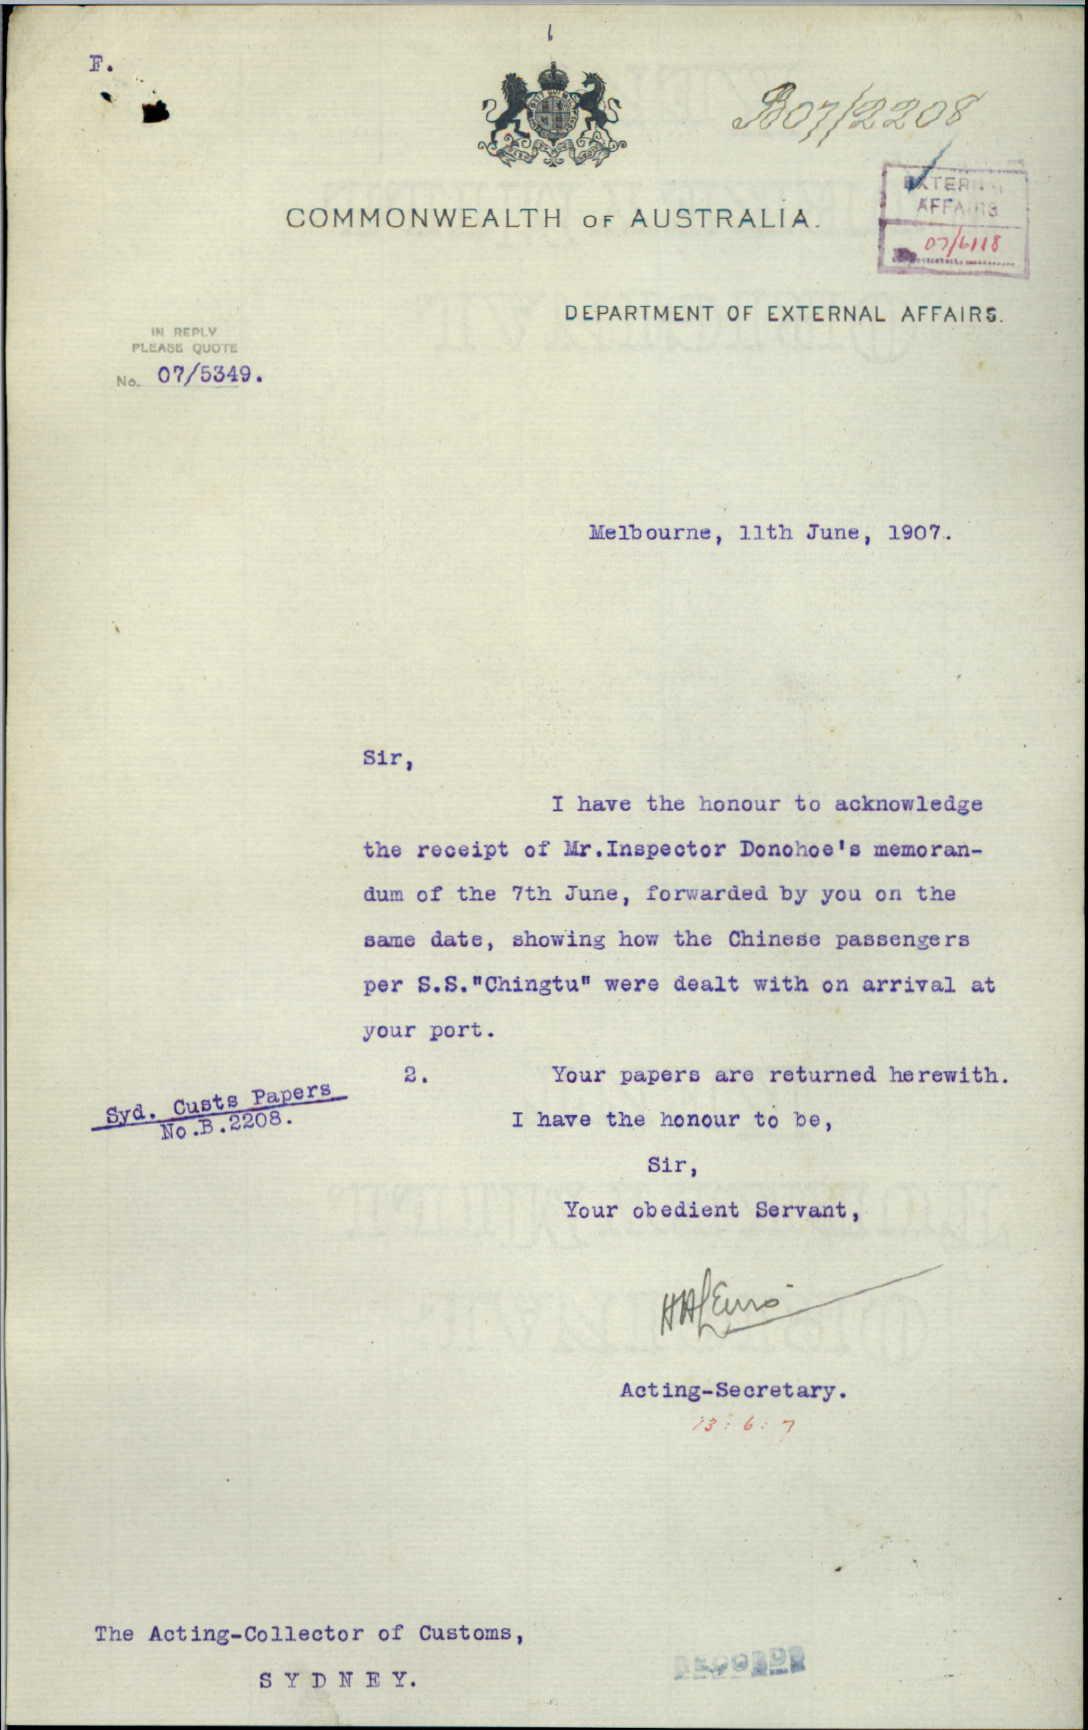 F.
B07/2208
EXTERNAL
AFFAIRS
07/6118
COMMONWEALTH OF AUSTRALIA.
DEPARTMENT OF EXTERNAL AFFAIRS.
IN REPLY
PLEASE QUOTE
No. 07/5349.
Melbourne, 11th June, 1907.
Sir,
I have the honour to acknowledge
the receipt of Mr.Inspector Donohoe's memoran-
dum of the 7th June, forwarded by you on the
same date, showing how the Chinese passengers
per S.S."Chingtu" were dealt with on arrival at
your port.
2. Your papers are returned herewith.
Syd. Custs Papers
No.B.2208.
I have the honour to be,
Sir,
Your obedient Servant,
Acting-Secretary.
13:6:7
The Acting-Collector of Customs,
SYDNEY.
RECORDS